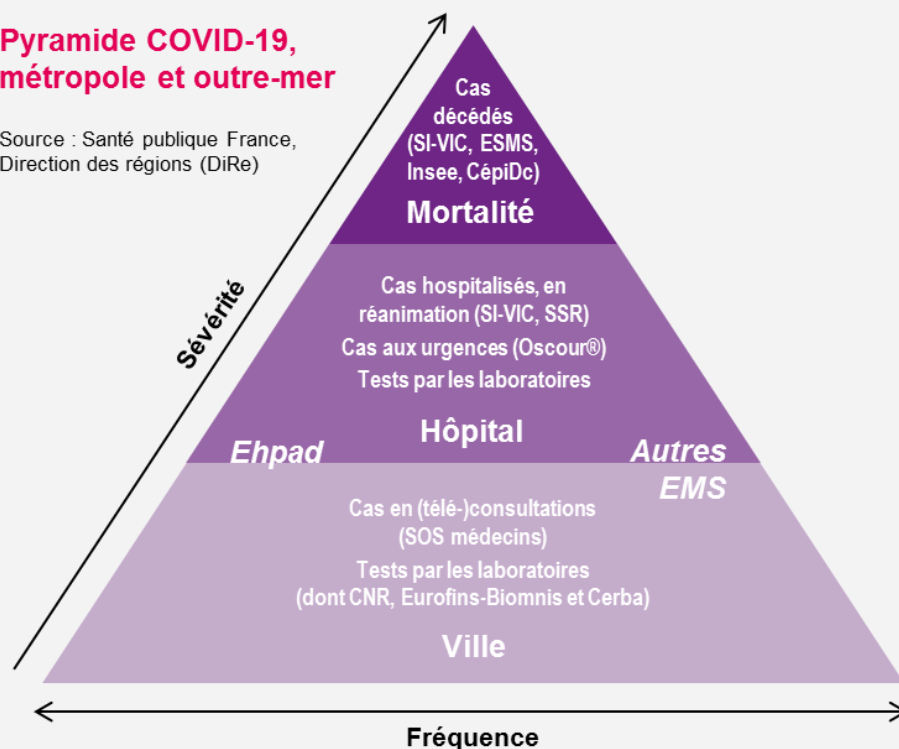 Pyramide COVID-19,
métropole et outre-mer
Source : Santé publique France,
Direction des régions (DiRe)
Cas
décédés
(SI-VIC, ESMS,
Insee, CépiDc)
Mortalité
Sévérité
Cas hospitalisés, en
réanimation (SI-VIC, SSR)
Cas aux urgences (Oscour®)
Tests par les laboratoires
Hôpital
Ehpad
Autres
EMS
Cas en (télé-)consultations
(SOS médecins)
Tests par les laboratoires
(dont CNR, Eurofins-Biomnis et Cerba)
Ville
Fréquence